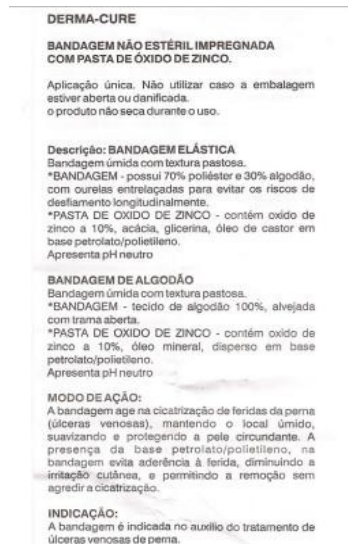 DERMA-CURE
BANDAGEM NÃO ESTÉRIL IMPREGNADA
COM PASTA DE ÓXIDO DE ZINCO.
Aplicação única. Não utilizar caso a embalagem
estiver aberta ou danificada.
o produto não seca durante o uso.
Descrição: BANDAGEM ELÁSTICA
Bandagem úmida com textura pastosa.
*BANDAGEM - possui 70% poliéster e 30% algodão,
com ourelas entrelaçadas para evitar os riscos de
desfiamento longitudinalmente.
*PASTA DE OXIDO DE ZINCO - contém oxido de
zinco a 10%, acácia, glicerina, óleo de castor em
base petrolato/polietileno.
Apresenta pH neutro
BANDAGEM DE ALGODÃO
Bandagem úmida com textura pastosa.
*BANDAGEM - tecido de algodão 100%, alvejada
com trama aberta.
*PASTA DE OXIDO DE ZINCO - contém oxido de
zinco a 10%, óleo mineral, disperso em base
petrolato/polietileno.
Apresenta pH neutro
MODO DE AÇÃO:
A bandagem age na cicatrização de feridas da perna
(úlceras venosas), mantendo o local úmido,
suavizando e protegendo a pele circundante. A
presença da base petrolato/polietileno, na
bandagem evita aderência à ferida, diminuindo a
irritação cutânea, e permitindo a remoção sem
agredir a cicatrização.
INDICAÇÃO:
A bandagem é indicada no auxílio do tratamento de
úlceras venosas de perna.